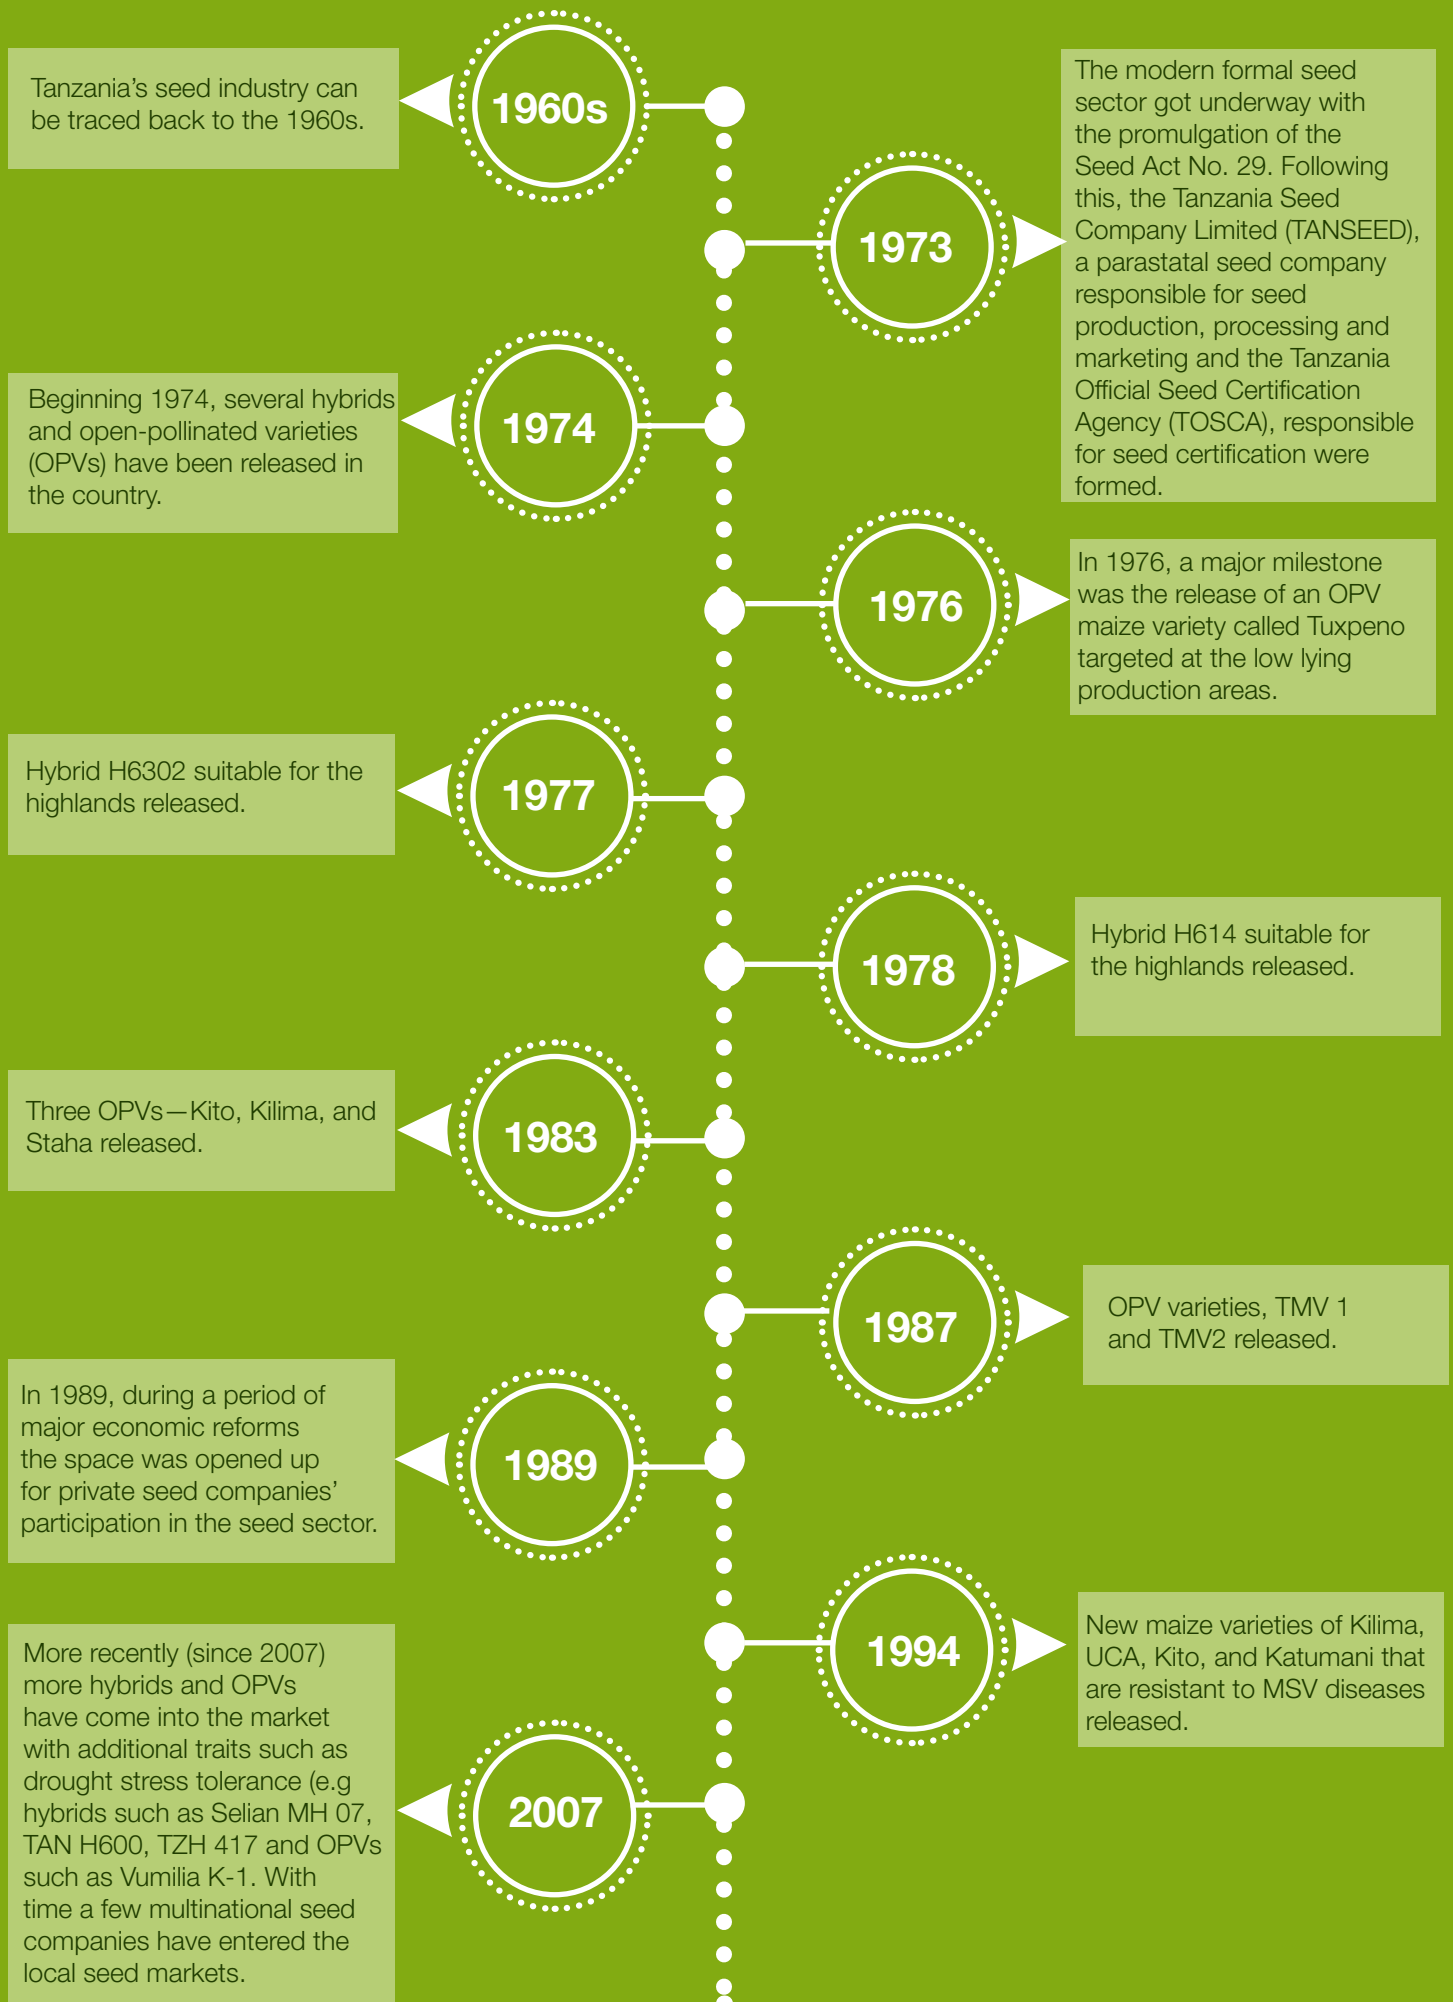 1960s
Tanzania's seed industry can
be traced back to the 1960s.
1973
The modern formal seed
sector got underway with
the promulgation of the
Seed Act No. 29. Following
this, the Tanzania Seed
Company Limited (TANSEED),
a parastatal seed company
responsible for seed
production, processing and
marketing and the Tanzania
Official Seed Certification
Agency (TOSCA), responsible
for seed certification were
formed.
1974
Beginning 1974, several hybrids
and open-pollinated varieties
(OPVs) have been released in
the country.
1976
In 1976, a major milestone
was the release of an OPV
maize variety called Tuxpeno
targeted at the low lying
production areas.
1977
Hybrid H6302 suitable for the
highlands released.
1978
Hybrid H614 suitable for
the highlands released.
1983
Three OPVs—Kito, Kilima, and
Staha released.
1987
OPV varieties, TMV 1
and TMV2 released.
1989
In 1989, during a period of
major economic reforms
the space was opened up
for private seed companies'
participation in the seed sector.
1994
New maize varieties of Kilima,
UCA, Kito, and Katumani that
are resistant to MSV diseases
released.
2007
More recently (since 2007)
more hybrids and OPVs
have come into the market
with additional traits such as
drought stress tolerance (e.g
hybrids such as Selian MH 07,
TAN H600, TZH 417 and OPVs
such as Vumilia K-1. With
time a few multinational seed
companies have entered the
local seed markets.